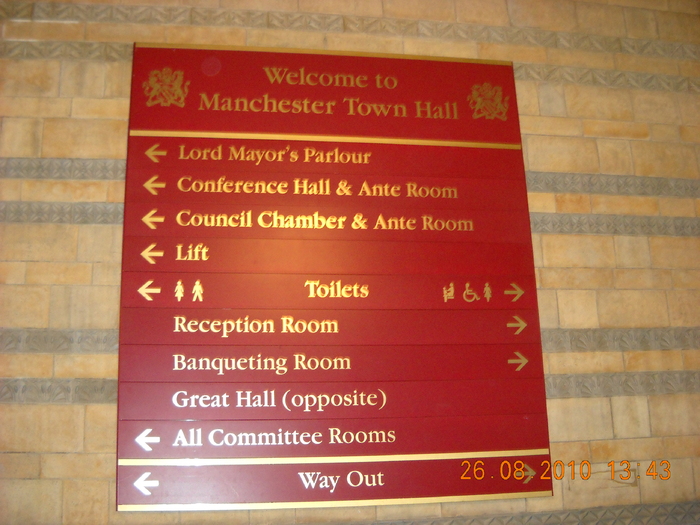 Welcome to
Manchester Town Hall
← Lord Mayor's Parlour
← Conference Hall & Ante Room
← Council Chamber & Ante Room
← Lift
← Toilets →
Reception Room →
Banqueting Room →
Great Hall (opposite)
← All Committee Rooms
← Way Out →
26.08.2010 13:43